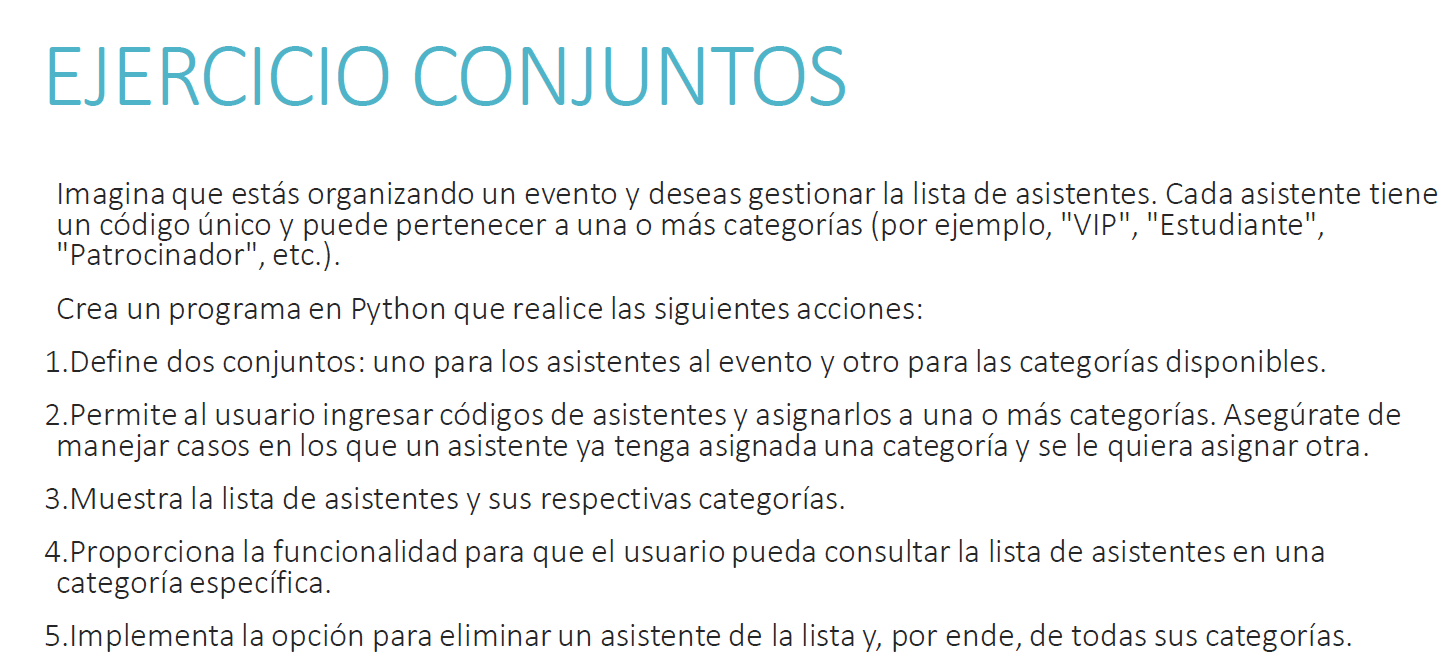 EJERCICIO CONJUNTOS
Imagina que estás organizando un evento y deseas gestionar la lista de asistentes. Cada asistente tiene
un código único y puede pertenecer a una o más categorías (por ejemplo, "VIP", "Estudiante",
"Patrocinador", etc.).
Crea un programa en Python que realice las siguientes acciones:
1.Define dos conjuntos: uno para los asistentes al evento y otro para las categorías disponibles.
2.Permite al usuario ingresar códigos de asistentes y asignarlos a una o más categorías. Asegúrate de
manejar casos en los que un asistente ya tenga asignada una categoría y se le quiera asignar otra.
3.Muestra la lista de asistentes y sus respectivas categorías.
4.Proporciona la funcionalidad para que el usuario pueda consultar la lista de asistentes en una
categoría específica.
5.Implementa la opción para eliminar un asistente de la lista y, por ende, de todas sus categorías.